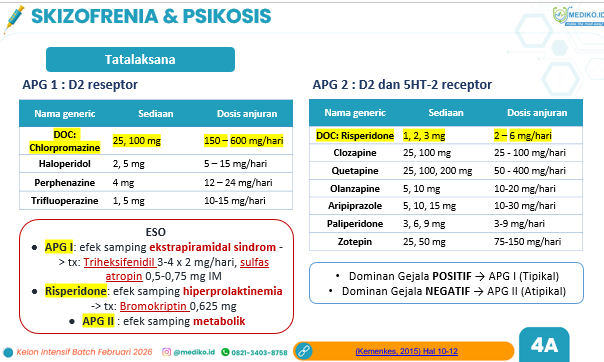 SKIZOFRENIA & PSIKOSIS
MEDIKO.ID
Tatalaksana
APG 1 : D2 reseptor
Nama generic Sediaan Dosis anjuran
DOC: Chlorpromazine 25, 100 mg 150 – 600 mg/hari
Haloperidol 2, 5 mg 5 – 15 mg/hari
Perphenazine 4 mg 12 – 24 mg/hari
Trifluoperazine 1, 5 mg 10-15 mg/hari
ESO
● APG I: efek samping ekstrapiramidal sindrom -
> tx: Triheksifenidil 3-4 x 2 mg/hari, sulfas
atropin 0,5-0,75 mg IM
● Risperidone: efek samping hiperprolaktinemia
-> tx: Bromokriptin 0,625 mg
● APG II : efek samping metabolik
APG 2 : D2 dan 5HT-2 receptor
Nama generic Sediaan Dosis anjuran
DOC: Risperidone 1, 2, 3 mg 2 – 6 mg/hari
Clozapine 25, 100 mg 25 - 100 mg/hari
Quetapine 25, 100, 200 mg 50 - 400 mg/hari
Olanzapine 5, 10 mg 10-20 mg/hari
Aripiprazole 5, 10, 15 mg 10-30 mg/hari
Paliperidone 3, 6, 9 mg 3-9 mg/hari
Zotepin 25, 50 mg 75-150 mg/hari
• Dominan Gejala POSITIF → APG I (Tipikal)
• Dominan Gejala NEGATIF → APG II (Atipikal)
Kelon Intensif Batch Februari 2026 @mediko.id 0821-3403-8758
(Kemenkes, 2015) Hal 10-12
4A